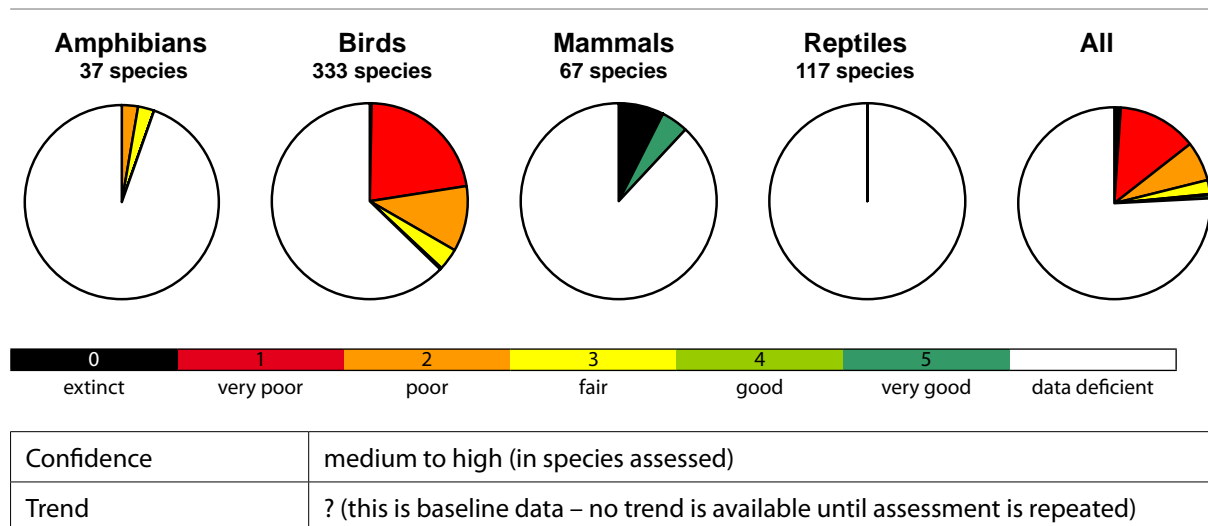 Amphibians
37 species
Birds
333 species
Mammals
67 species
Reptiles
117 species
All
0 1 2 3 4 5
extinct very poor poor fair good very good data deficient
Confidence medium to high (in species assessed)
Trend ? (this is baseline data – no trend is available until assessment is repeated)